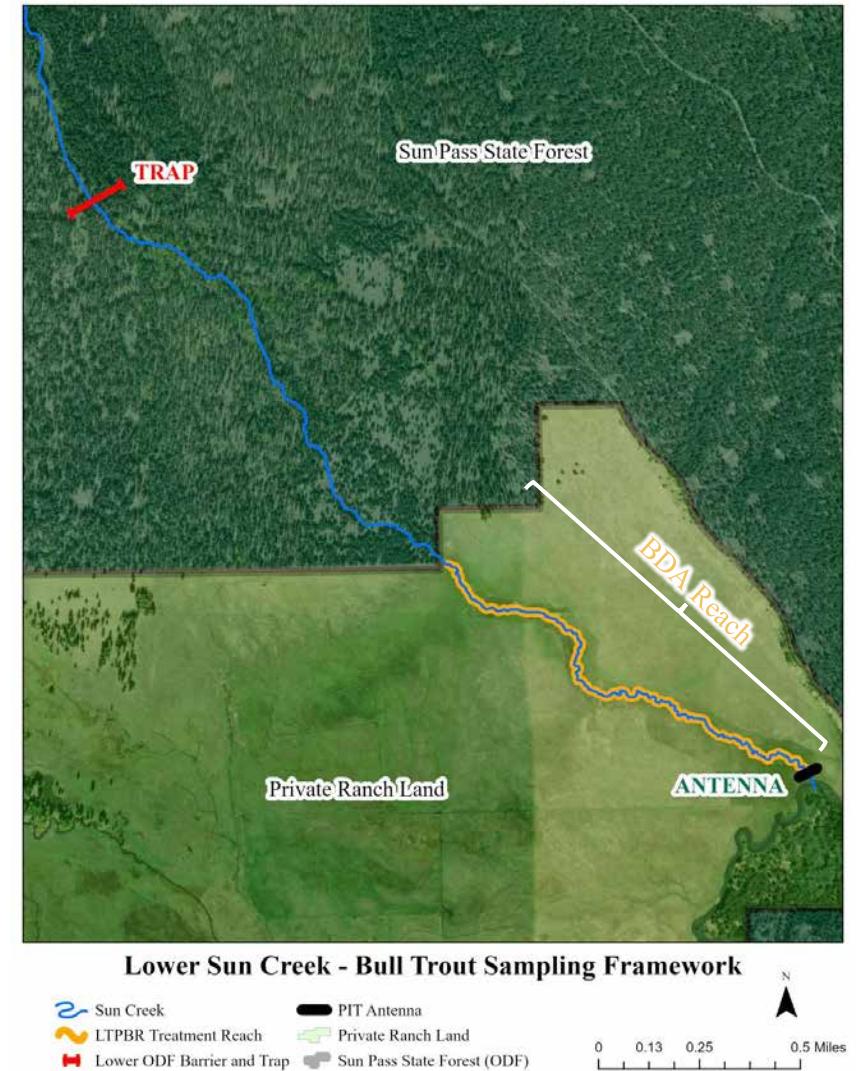 Sun Pass State Forest
TRAP
BDA Reach
Private Ranch Land
ANTENNA
Lower Sun Creek - Bull Trout Sampling Framework
N
Sun Creek
PIT Antenna
LTPBR Treatment Reach
Private Ranch Land
Lower ODF Barrier and Trap
Sun Pass State Forest (ODF)
0 0.13 0.25 0.5 Miles